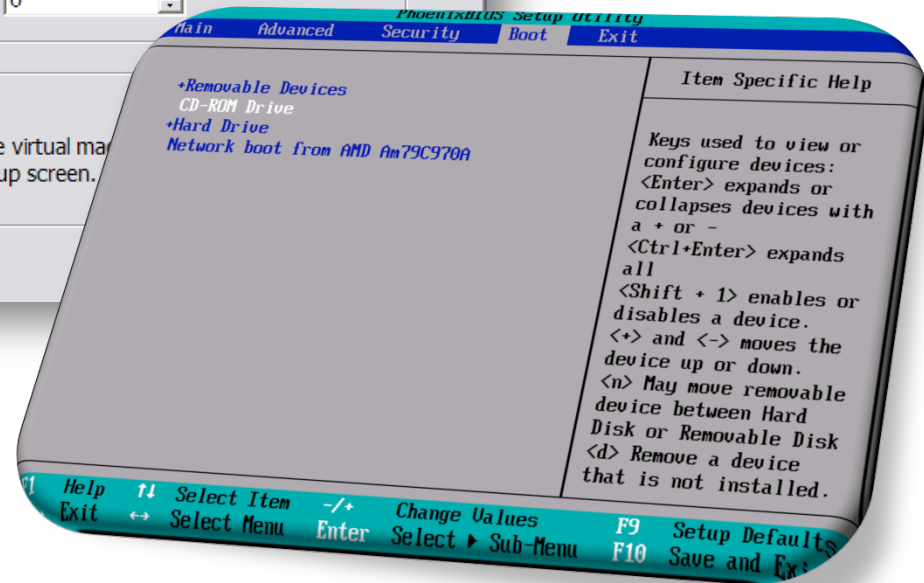 0
e virtual ma
up screen.
PhoenixBIOS Setup Utility
Main Advanced Security Boot Exit
+Removable Devices
CD-ROM Drive
+Hard Drive
Network boot from AMD Am79C970A
Item Specific Help
Keys used to view or
configure devices:
<Enter> expands or
collapses devices with
a + or -
<Ctrl+Enter> expands
all
<Shift + 1> enables or
disables a device.
<+> and <-> moves the
device up or down.
<n> May move removable
device between Hard
Disk or Removable Disk
<d> Remove a device
that is not installed.
F1 Help ↑↓ Select Item -/+ Change Values F9 Setup Defaults
Exit ↔ Select Menu Enter Select ▶ Sub-Menu F10 Save and Exi